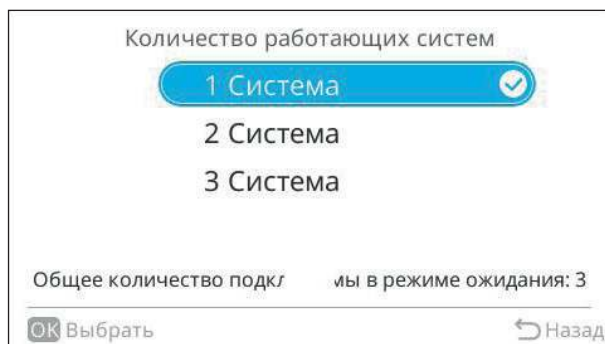 Количество работающих систем
1 Система
2 Система
3 Система
Общее количество в режиме ожидания: 3
OK Выбрать
Назад